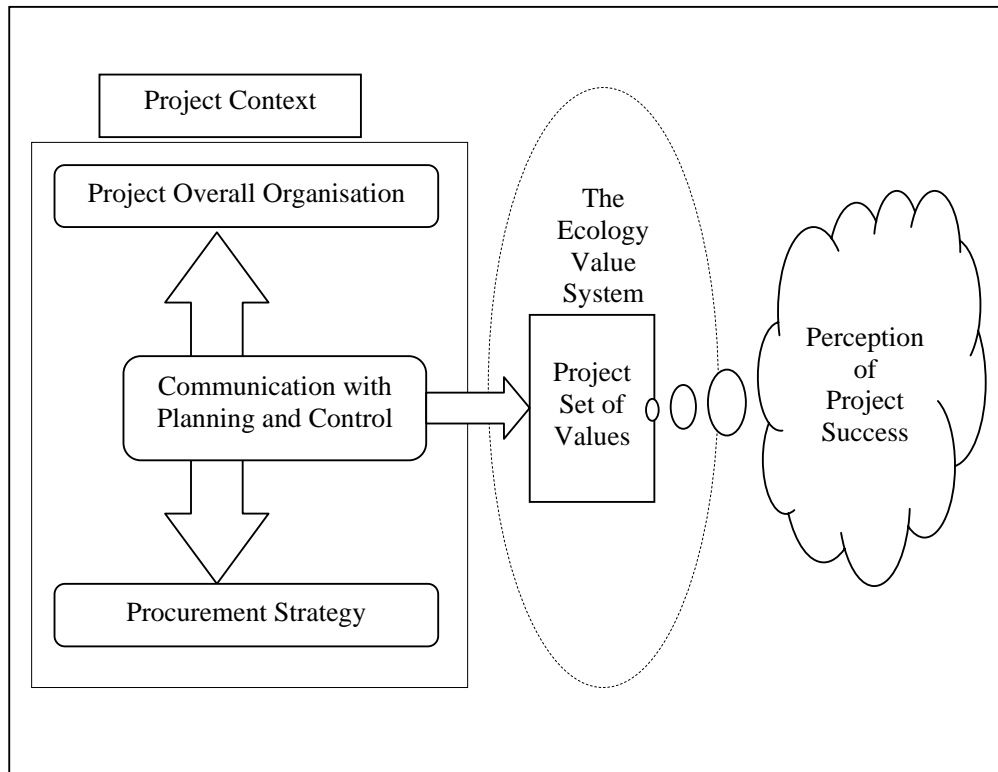 Project Context
Project Overall Organisation
Communication with
Planning and Control
Procurement Strategy
The
Ecology
Value
System
Project
Set of
Values
Perception
of
Project
Success